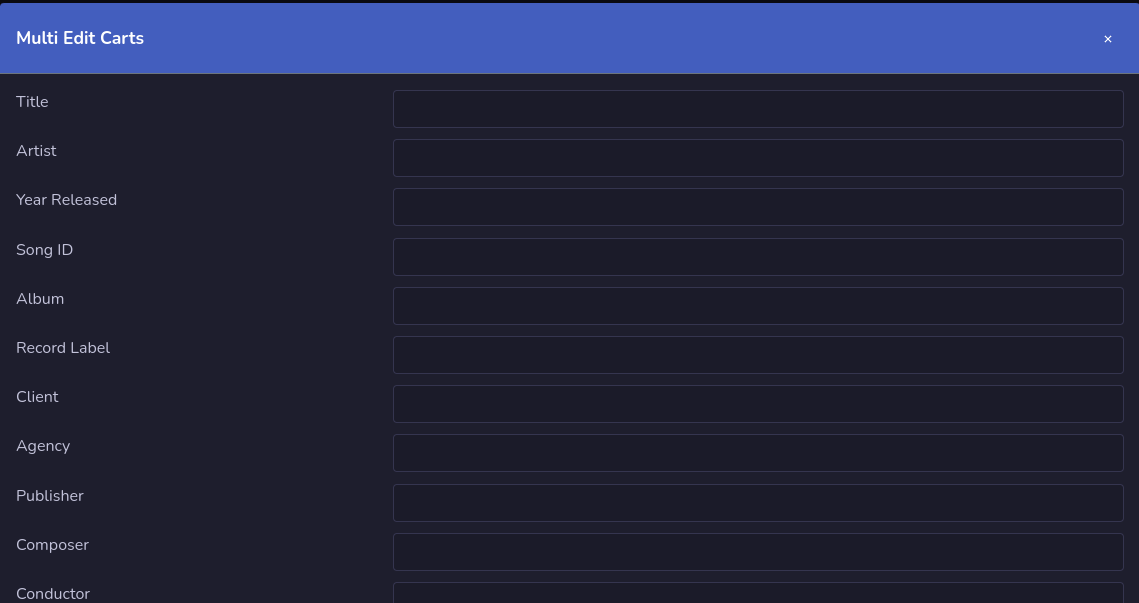 Multi Edit Carts ×
Title
Artist
Year Released
Song ID
Album
Record Label
Client
Agency
Publisher
Composer
Conductor